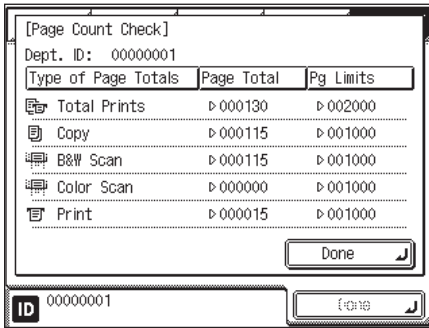 [Page Count Check]
Dept. ID: 00000001
Type of Page Totals Page Total Pg Limits
Total Prints ▷000130 ▷002000
Copy ▷000115 ▷001000
B&W Scan ▷000115 ▷001000
Color Scan ▷000000 ▷001000
Print ▷000015 ▷001000
Done
ID 00000001 Done